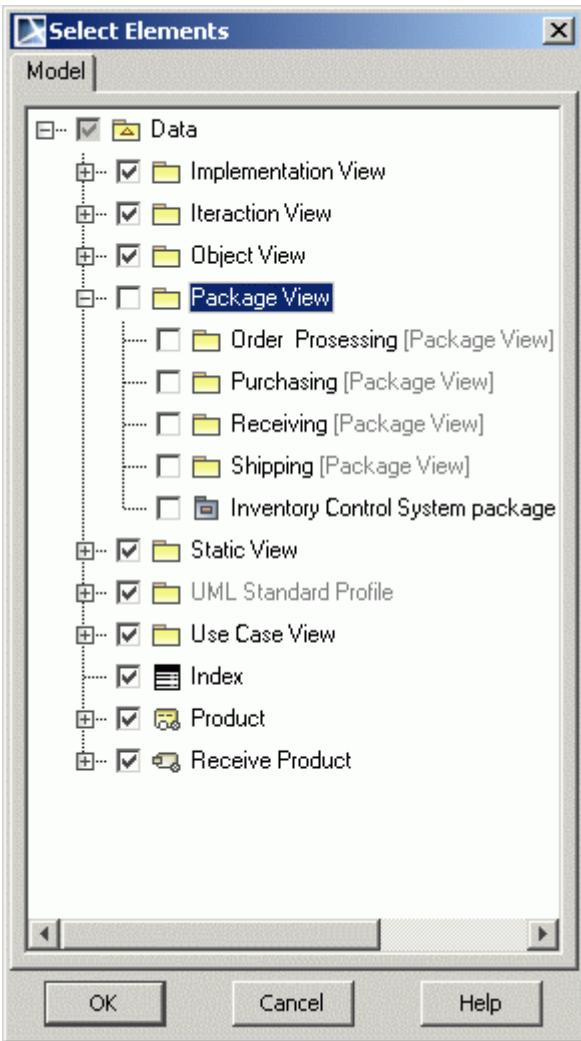 Select Elements
Model
Data
Implementation View
Iteraction View
Object View
Package View
Order Prosessing [Package View]
Purchasing [Package View]
Receiving [Package View]
Shipping [Package View]
Inventory Control System package
Static View
UML Standard Profile
Use Case View
Index
Product
Receive Product
OK Cancel Help